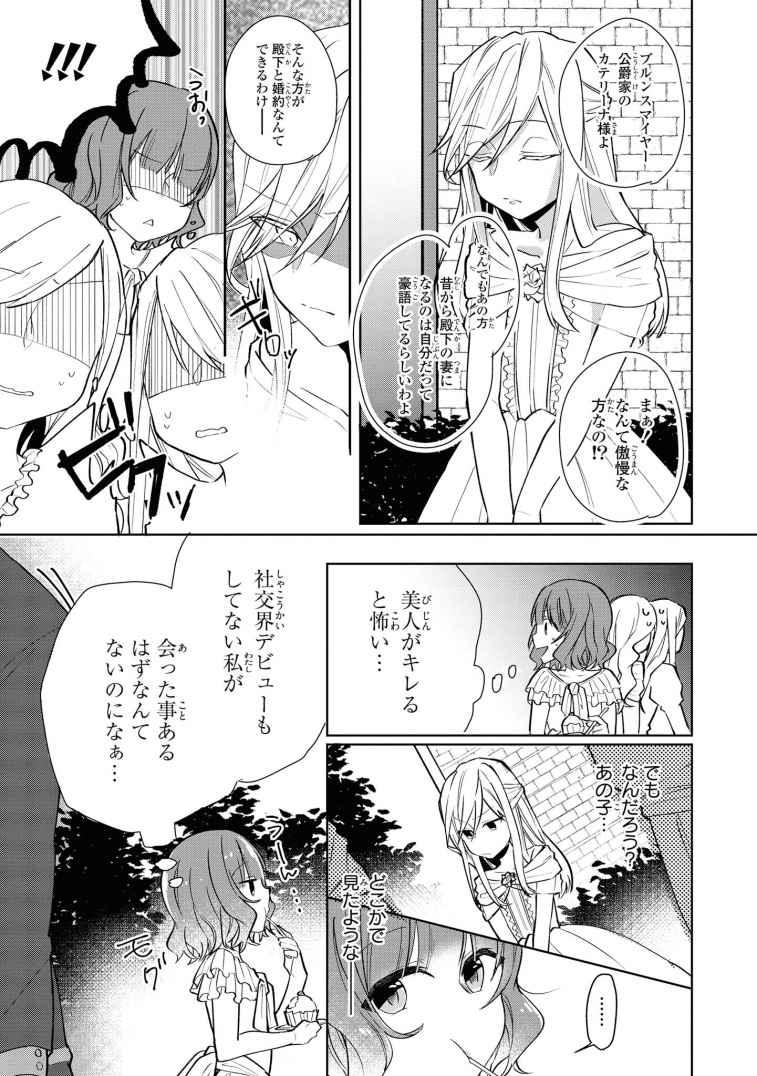 ブルンスマイヤー
公爵家の
カテリーナ様よ
なんでもあの方
昔から殿下の妻に
なるのは自分だって
豪語してるらしいわよ
まぁ!
なんて傲慢な
方なの!?
そんな方が
殿下と婚約なんて
できるわけ——
ギロッ
!!!
うおっ
ビクッ
美人がキレる
と怖い…
でも
なんだろう?
あの子…
……
どこかで
見たような——
社交界デビューも
してない私が
会った事ある
はずなんて
ないのになぁ…
うーん…
モグ